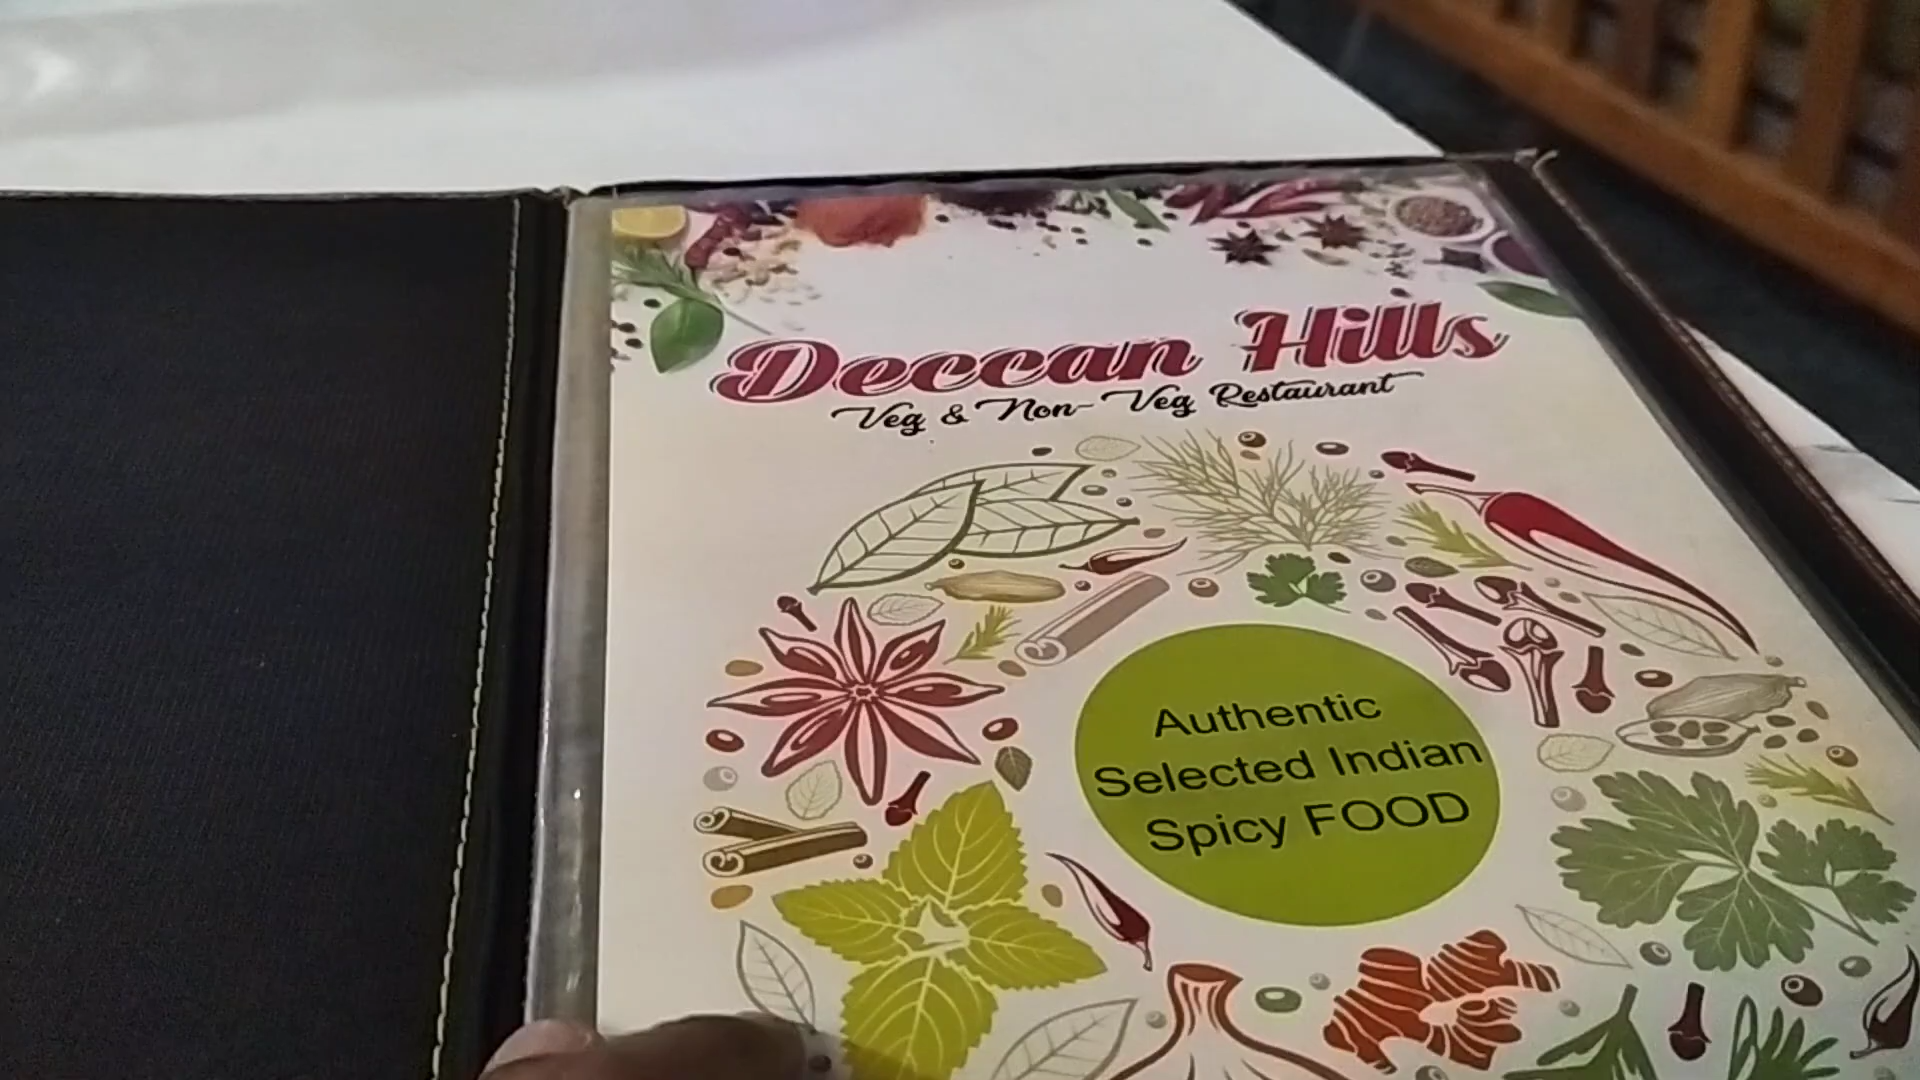 Deccan Hills
Veg & Non-Veg Restaurant
Authentic
Selected Indian
Spicy FOOD